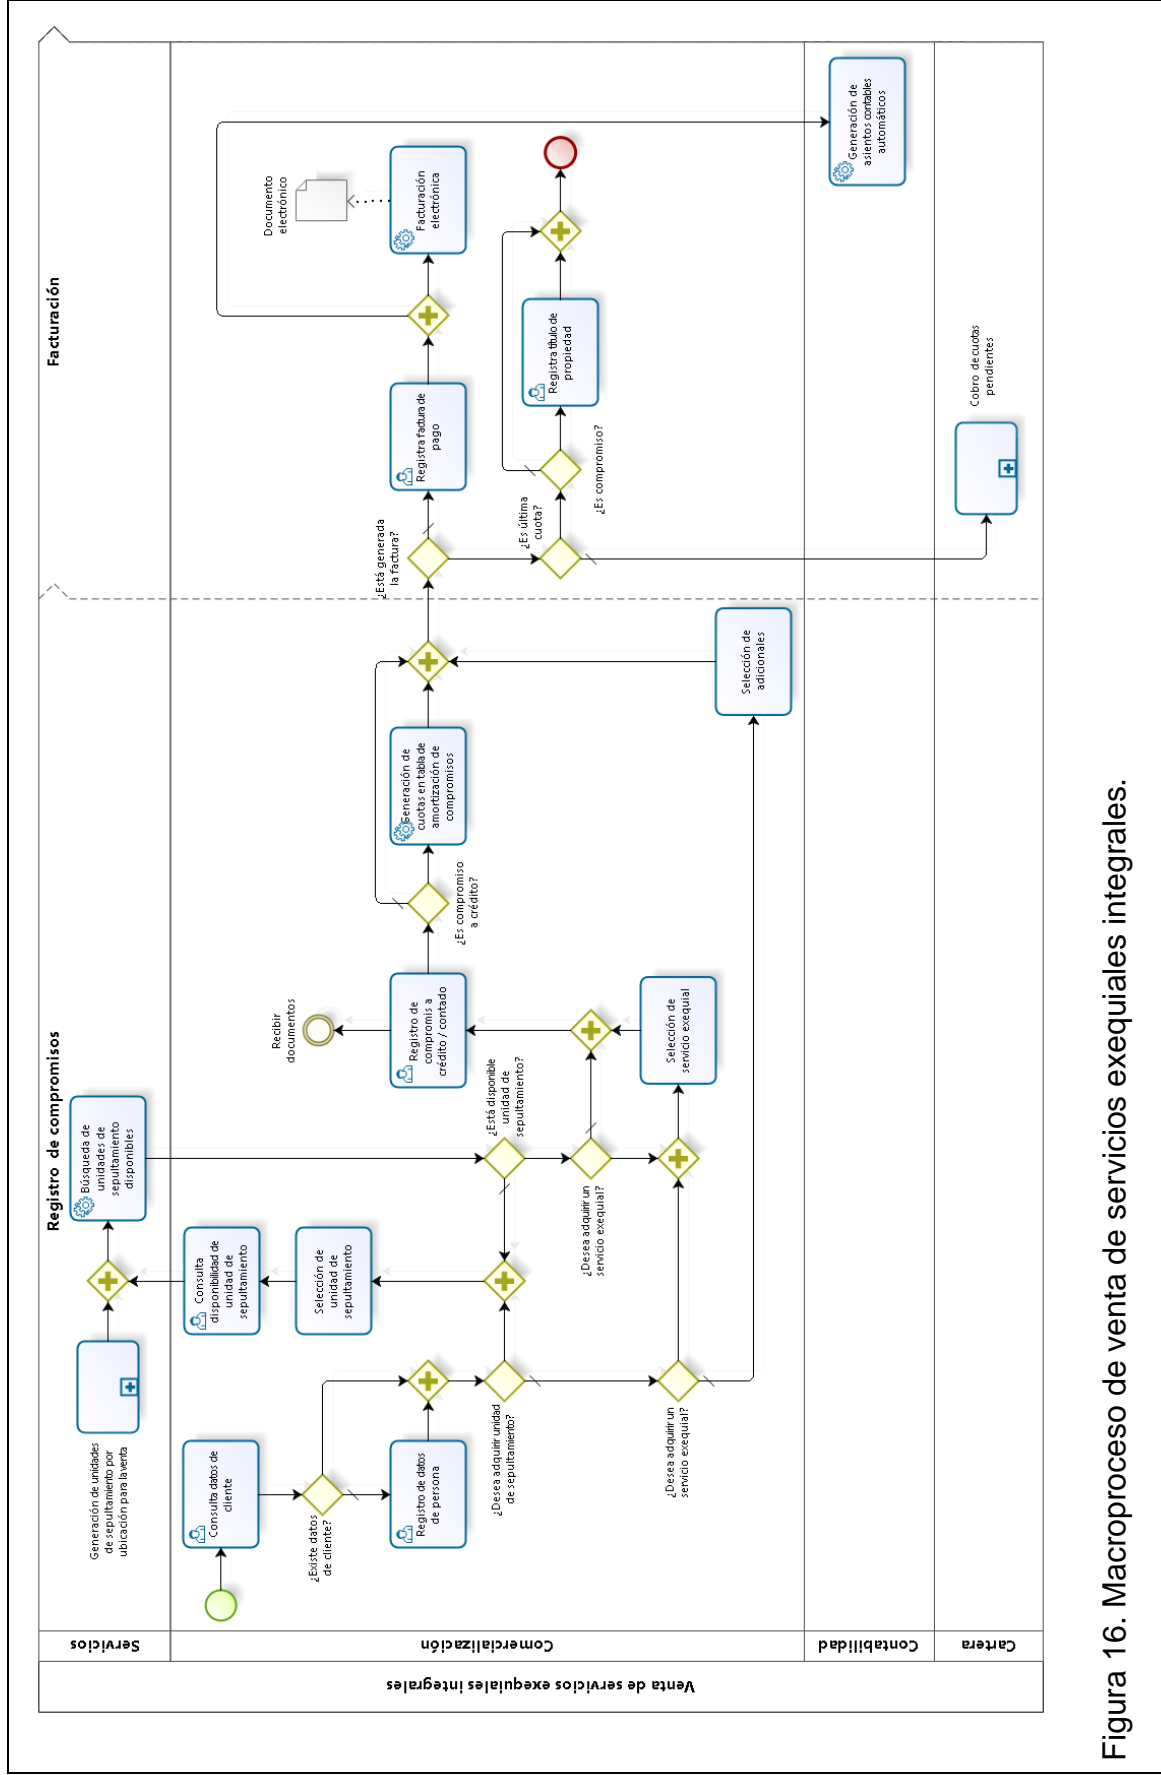 Venta de servicios exequiales integrales
Servicios
Comercialización
Contabilidad
Cartera
Registro de compromisos
Facturación
Generación de unidades
de sepultamiento por
ubicación para la venta
Búsqueda de
unidades de
sepultamiento
disponibles
Consulta datos de
cliente
¿Existe datos
de cliente?
Registro de datos
de persona
¿Desea adquirir unidad
de sepultamiento?
¿Desea adquirir un
servicio exequial?
Consulta
disponibilidad de
unidad de
sepultamiento
Selección de
unidad de
sepultamiento
¿Está disponible
unidad de
sepultamiento?
¿Desea adquirir un
servicio exequial?
Selección de
servicio exequial
Recibir
documentos
Registro de
compromis a
crédito / contado
¿Es compromiso
a crédito?
Generación de
cuotas en tabla de
amortización de
compromisos
Selección de
adicionales
¿Está generada
la factura?
Registra factura de
pago
¿Es última
cuota?
¿Es compromiso?
Registra título de
propiedad
Documento
electrónico
Facturación
electrónica
Generación de
asientos contables
automáticos
Cobro de cuotas
pendientes
Figura 16. Macroproceso de venta de servicios exequiales integrales.